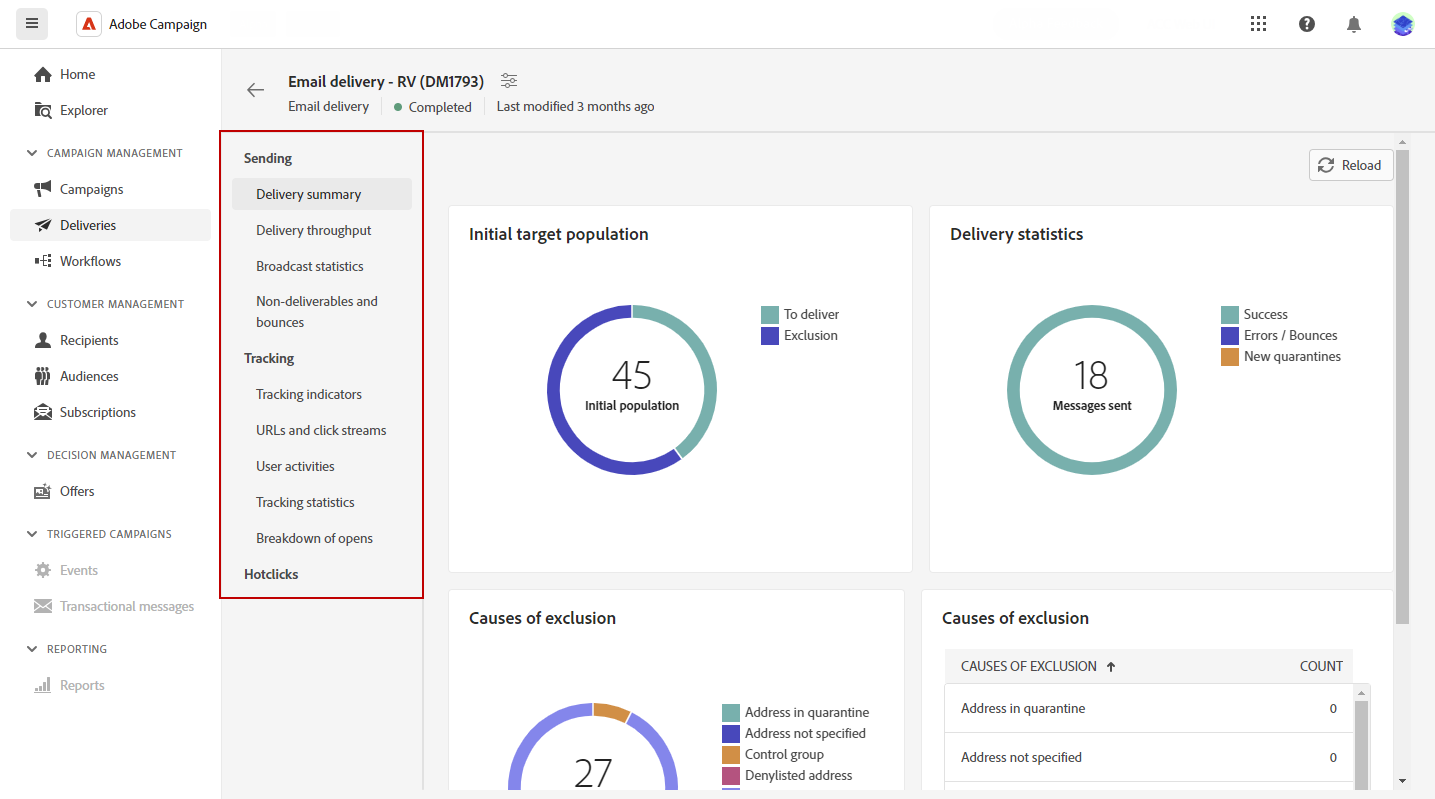 Adobe Campaign
Home
Explorer
CAMPAIGN MANAGEMENT
Campaigns
Deliveries
Workflows
CUSTOMER MANAGEMENT
Recipients
Audiences
Subscriptions
DECISION MANAGEMENT
Offers
TRIGGERED CAMPAIGNS
Events
Transactional messages
REPORTING
Reports
Email delivery - RV (DM1793)
Email delivery
Completed
Last modified 3 months ago
Sending
Delivery summary
Delivery throughput
Broadcast statistics
Non-deliverables and
bounces
Tracking
Tracking indicators
URLs and click streams
User activities
Tracking statistics
Breakdown of opens
Hotclicks
Reload
Initial target population
45
Initial population
To deliver
Exclusion
Delivery statistics
18
Messages sent
Success
Errors / Bounces
New quarantines
Causes of exclusion
27
Address in quarantine
Address not specified
Control group
Denylisted address
Causes of exclusion
CAUSES OF EXCLUSION COUNT
Address in quarantine 0
Address not specified 0